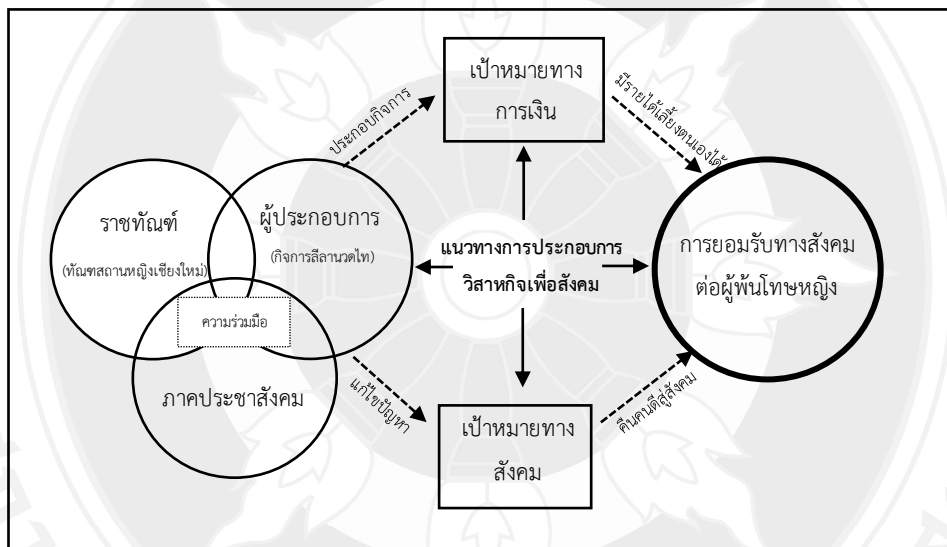 เป้าหมายทาง
การเงิน
ประกอบกิจการ
มีรายได้เลี้ยงตนเองได้
ราชทัณฑ์
(ทัณฑสถานหญิงเชียงใหม่)
ผู้ประกอบการ
(กิจการลีลานวดไท)
แนวทางการประกอบการ
วิสาหกิจเพื่อสังคม
การยอมรับทางสังคม
ต่อผู้พ้นโทษหญิง
ความร่วมมือ
ภาคประชาสังคม
แก้ไขปัญหา
คืนคนดีสู่สังคม
เป้าหมายทาง
สังคม